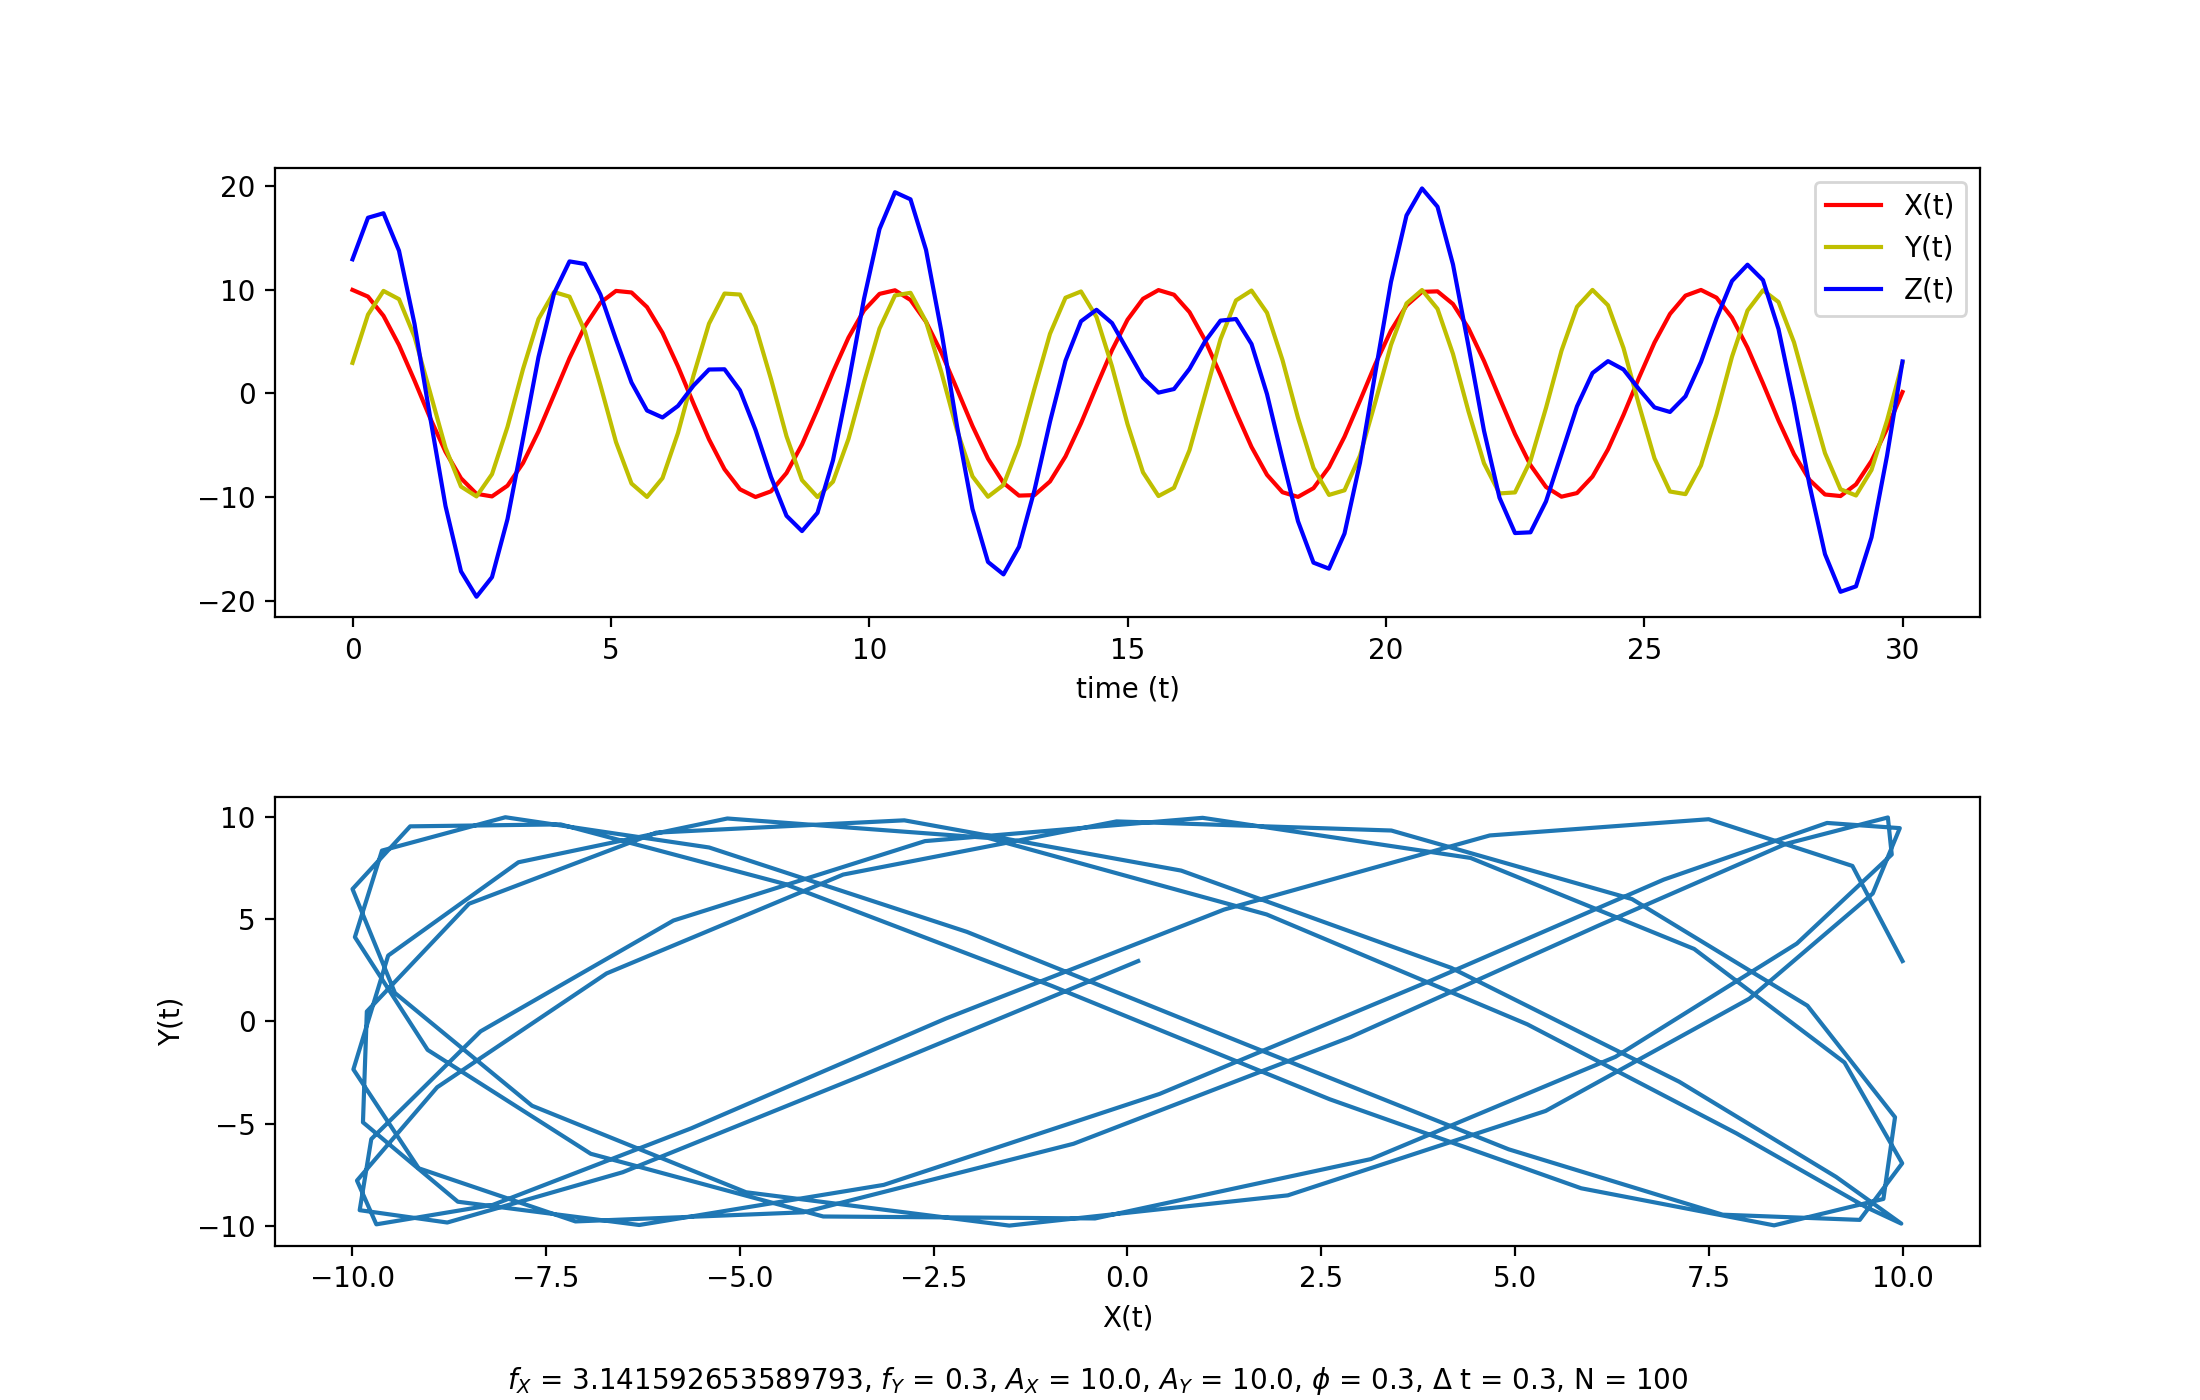 20
10
0
−10
−20
X(t)
Y(t)
Z(t)
0 5 10 15 20 25 30
time (t)
10
5
0
−5
−10
Y(t)
−10.0 −7.5 −5.0 −2.5 0.0 2.5 5.0 7.5 10.0
X(t)
f_X = 3.141592653589793, f_Y = 0.3, A_X = 10.0, A_Y = 10.0, ϕ = 0.3, Δ t = 0.3, N = 100